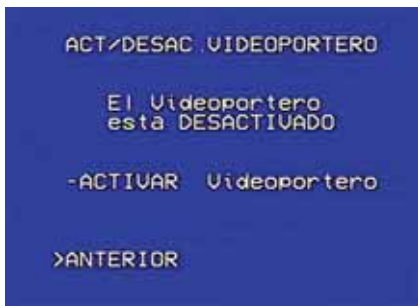 ACT/DESAC.VIDEOPORTERO
El Videoportero
esta DESACTIVADO
-ACTIVAR Videoportero
>ANTERIOR